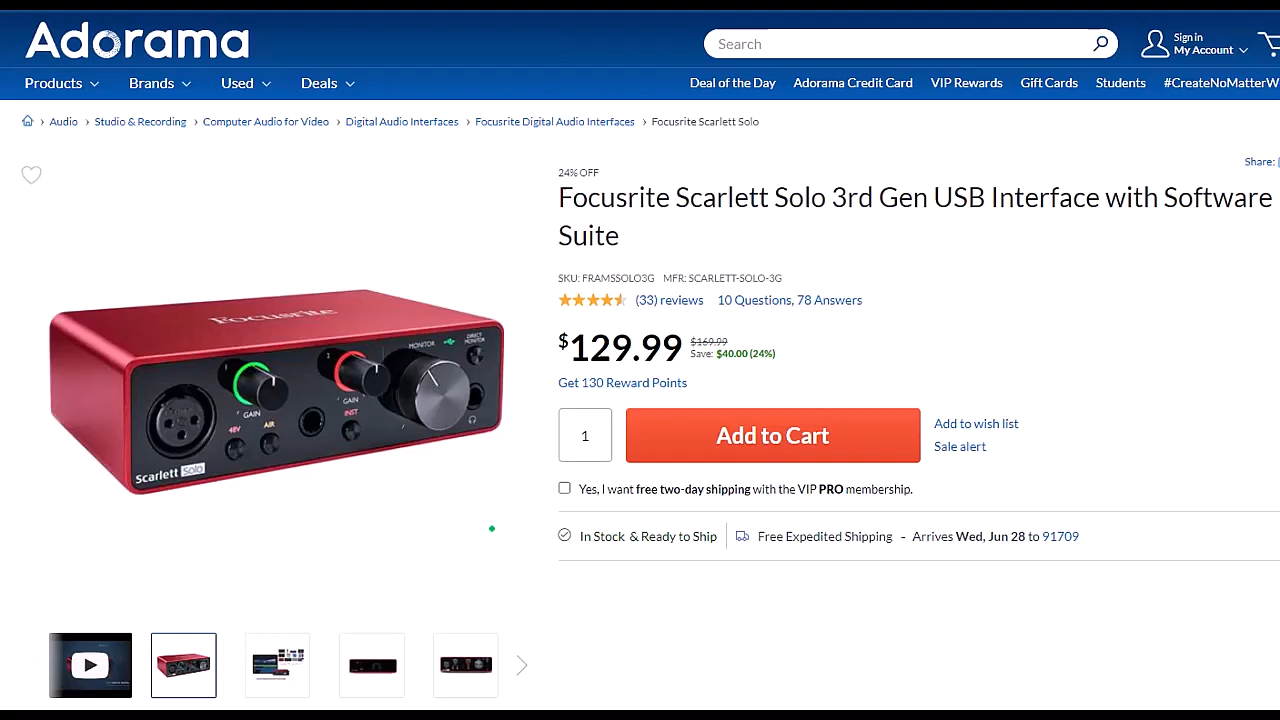 Adorama
Search
Sign in
My Account
Products Brands Used Deals
Deal of the Day Adorama Credit Card VIP Rewards Gift Cards Students #CreateNoMatterW
› Audio › Studio & Recording › Computer Audio for Video › Digital Audio Interfaces › Focusrite Digital Audio Interfaces › Focusrite Scarlett Solo
Share:
24% OFF
Focusrite Scarlett Solo 3rd Gen USB Interface with Software
Suite
SKU: FRAMSSOLO3G MFR: SCARLETT-SOLO-3G
(33) reviews 10 Questions, 78 Answers
$129.99 $169.99
Save: $40.00 (24%)
Get 130 Reward Points
1 Add to Cart
Add to wish list
Sale alert
Yes, I want free two-day shipping with the VIP PRO membership.
In Stock & Ready to Ship Free Expedited Shipping - Arrives Wed, Jun 28 to 91709
Focusrite
MONITOR
DIRECT
MONITOR
1
2
GAIN
GAIN
48V
AIR
INST
Scarlett Solo